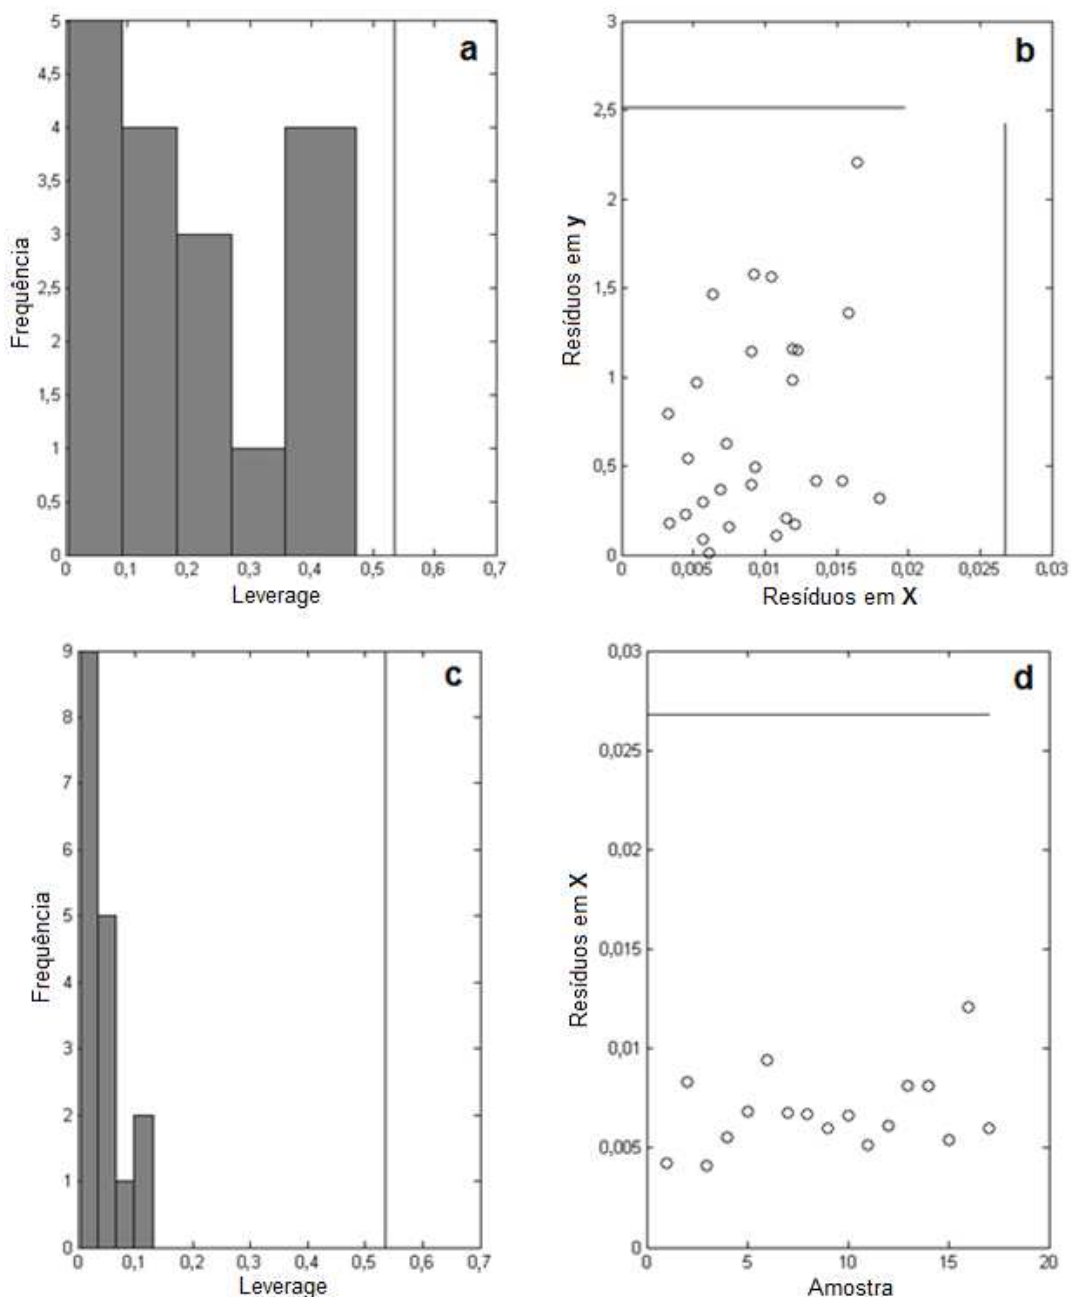 a
5
4,5
4
3,5
3
2,5
2
1,5
1
0,5
0
Frequência
0 0,1 0,2 0,3 0,4 0,5 0,6 0,7
Leverage
b
3
2,5
2
1,5
1
0,5
0
Resíduos em y
0 0,005 0,01 0,015 0,02 0,025 0,03
Resíduos em X
c
9
8
7
6
5
4
3
2
1
0
Frequência
0 0,1 0,2 0,3 0,4 0,5 0,6 0,7
Leverage
d
0,03
0,025
0,02
0,015
0,01
0,005
0
Resíduos em X
0 5 10 15 20
Amostra